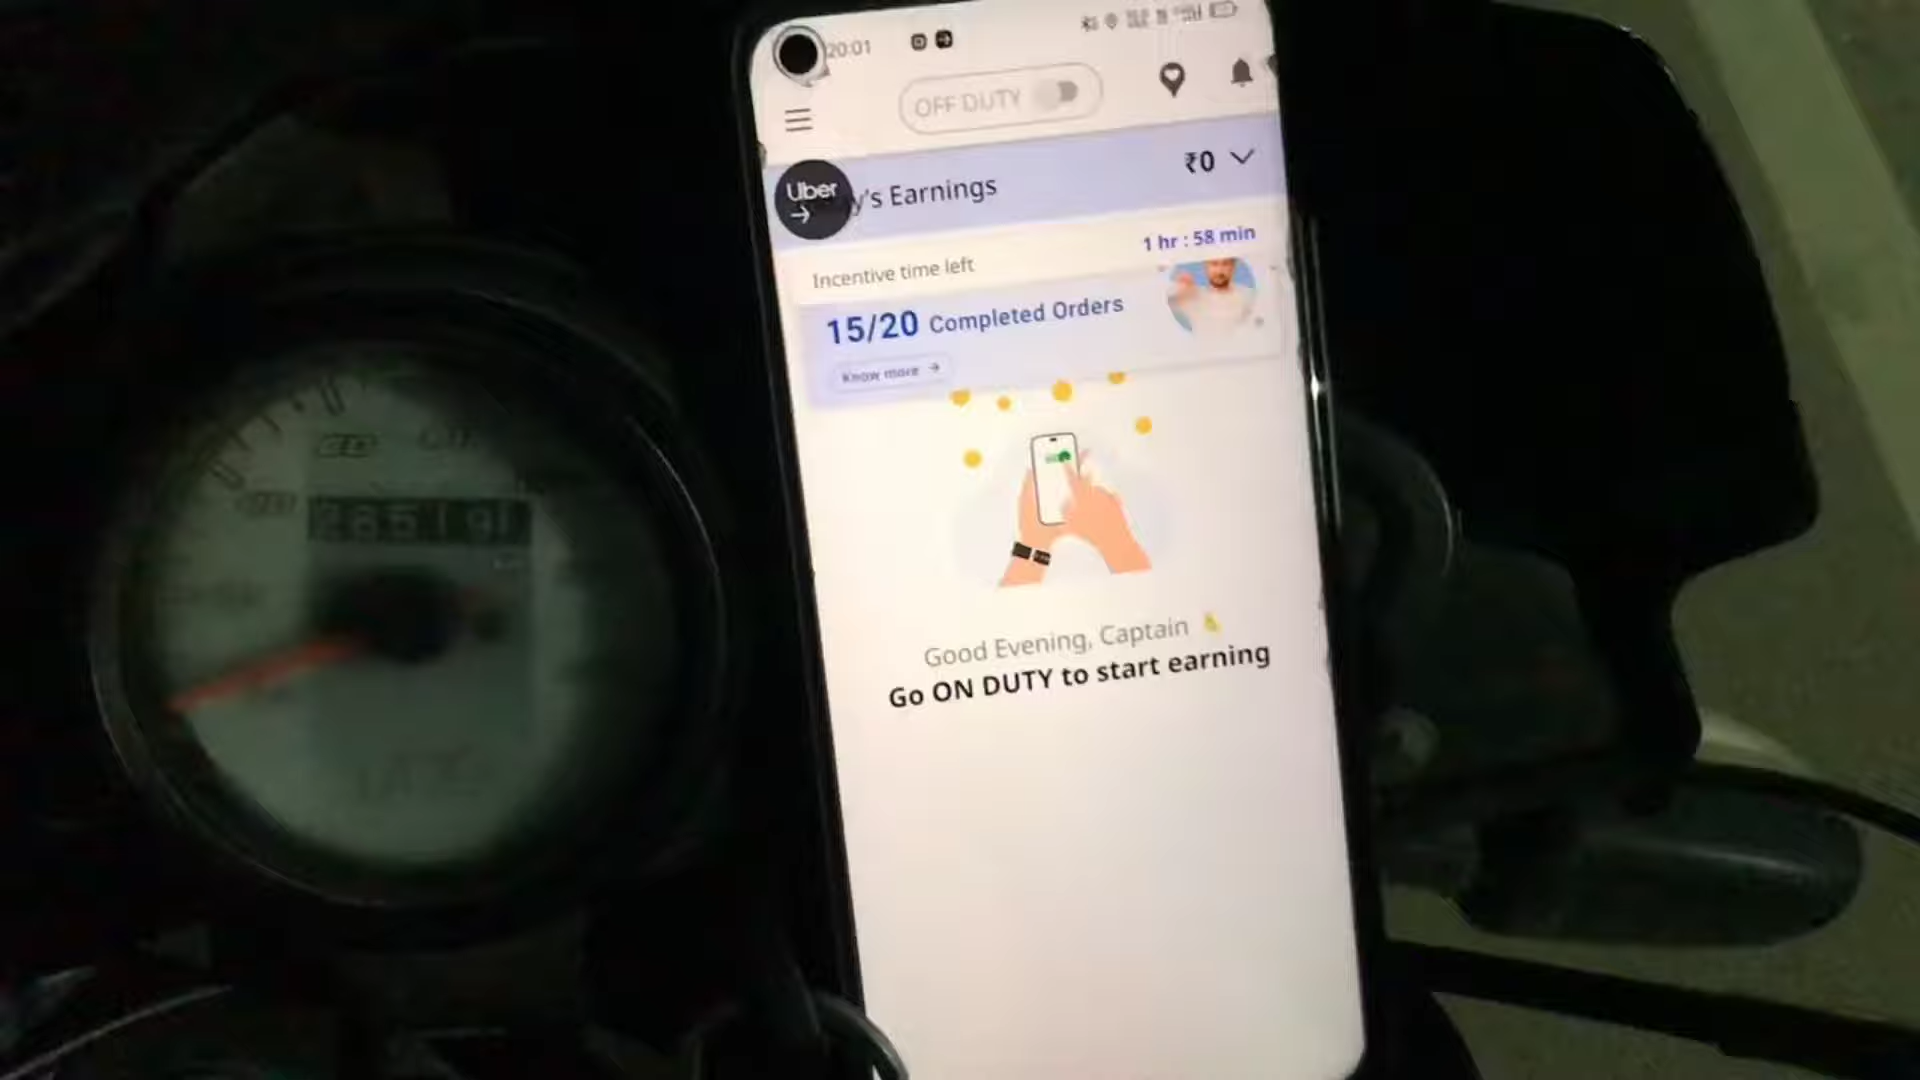 20:01
OFF DUTY
Uber
y's Earnings
₹0
Incentive time left
1 hr : 58 min
15/20 Completed Orders
Know more →
Good Evening, Captain
Go ON DUTY to start earning